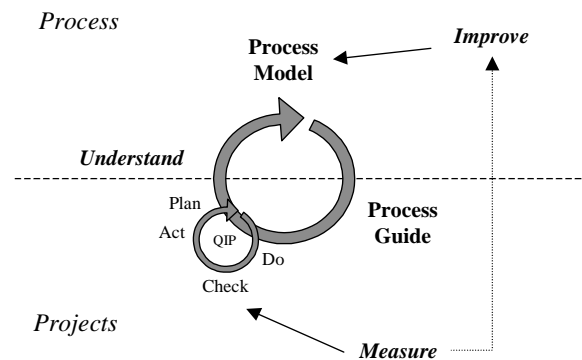 Process
Improve
Process
Model
Understand
Plan
Process
Guide
Act
QIP
Do
Check
Projects
Measure